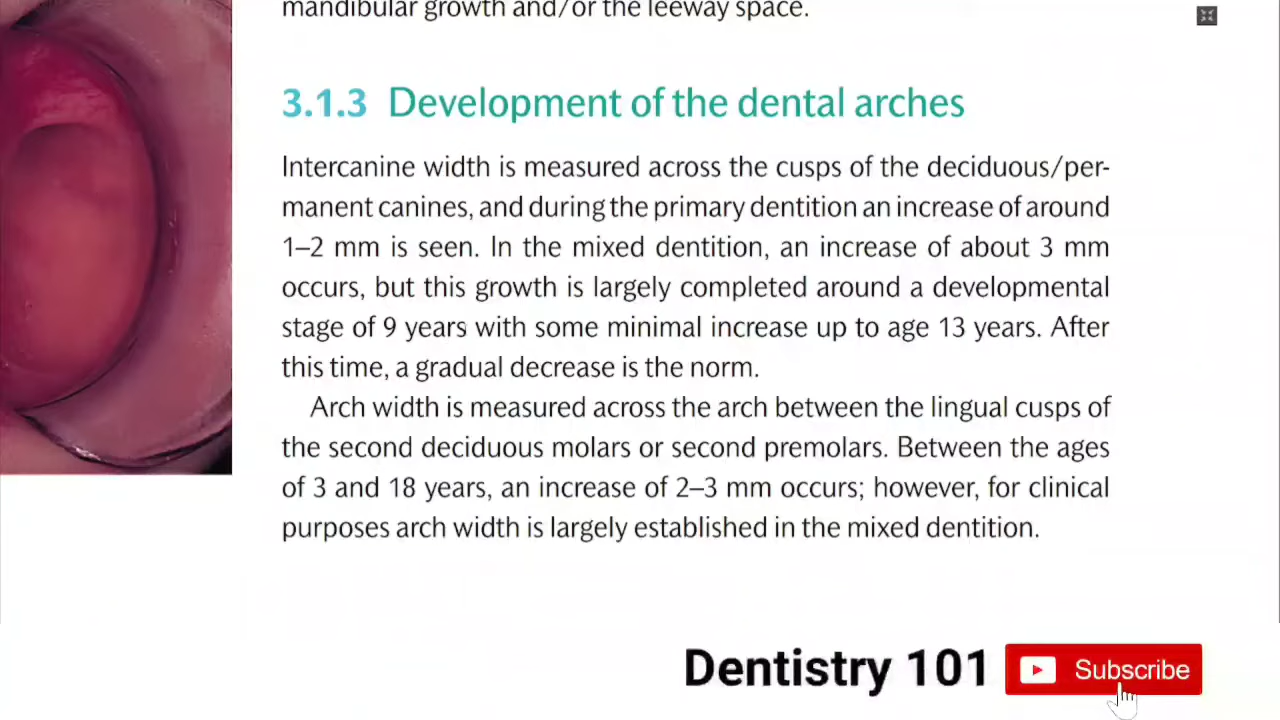 mandibular growth and/or the leeway space.
3.1.3 Development of the dental arches
Intercanine width is measured across the cusps of the deciduous/per-
manent canines, and during the primary dentition an increase of around
1–2 mm is seen. In the mixed dentition, an increase of about 3 mm
occurs, but this growth is largely completed around a developmental
stage of 9 years with some minimal increase up to age 13 years. After
this time, a gradual decrease is the norm.
Arch width is measured across the arch between the lingual cusps of
the second deciduous molars or second premolars. Between the ages
of 3 and 18 years, an increase of 2–3 mm occurs; however, for clinical
purposes arch width is largely established in the mixed dentition.
Dentistry 101
Subscribe